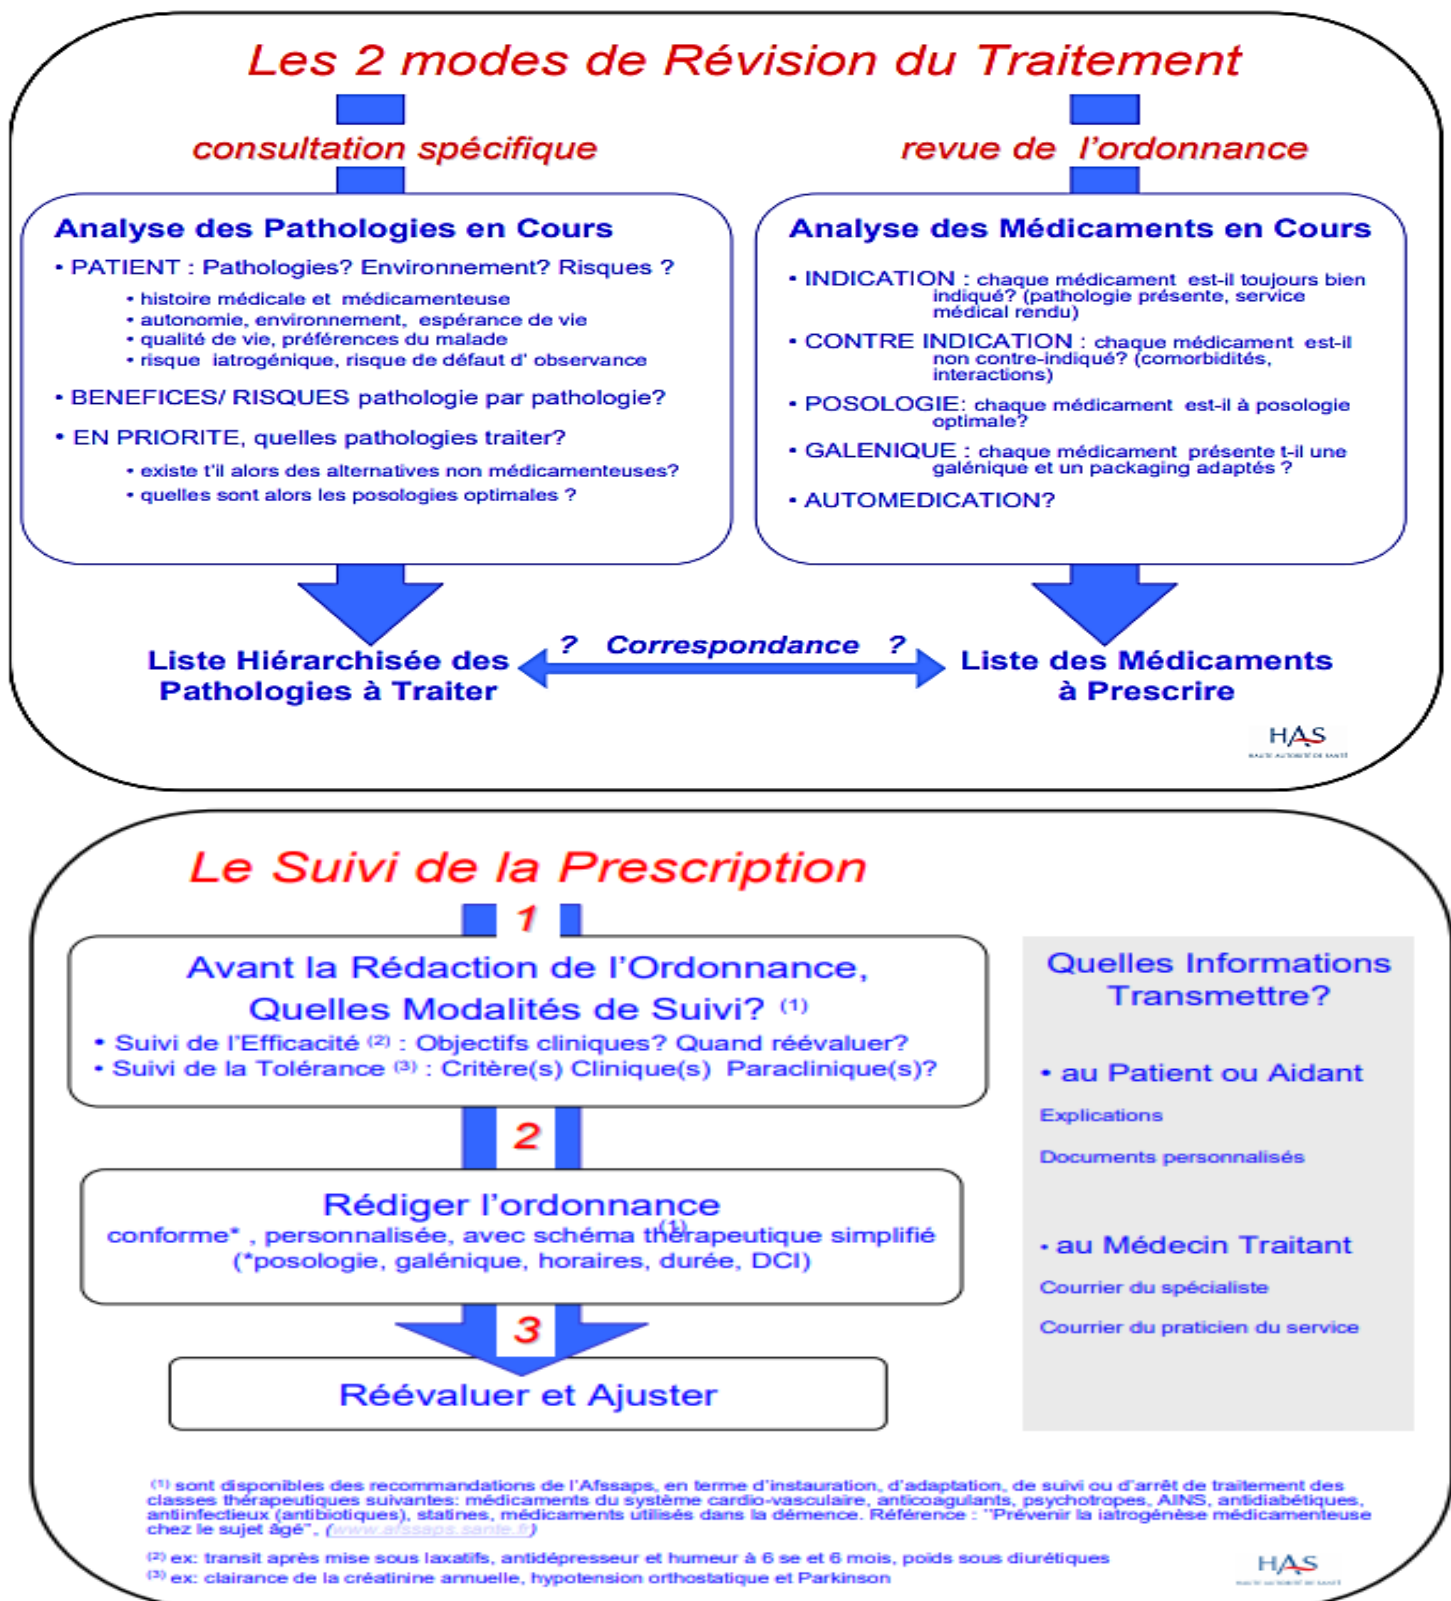 Les 2 modes de Révision du Traitement
consultation spécifique
Analyse des Pathologies en Cours
• PATIENT : Pathologies? Environnement? Risques ?
• histoire médicale et médicamenteuse
• autonomie, environnement, espérance de vie
• qualité de vie, préférences du malade
• risque iatrogénique, risque de défaut d' observance
• BENEFICES/ RISQUES pathologie par pathologie?
• EN PRIORITE, quelles pathologies traiter?
• existe t'il alors des alternatives non médicamenteuses?
• quelles sont alors les posologies optimales ?
revue de l'ordonnance
Analyse des Médicaments en Cours
• INDICATION : chaque médicament est-il toujours bien
indiqué? (pathologie présente, service
médical rendu)
• CONTRE INDICATION : chaque médicament est-il
non contre-indiqué? (comorbidités,
interactions)
• POSOLOGIE: chaque médicament est-il à posologie
optimale?
• GALENIQUE : chaque médicament présente t-il une
galénique et un packaging adaptés ?
• AUTOMEDICATION?
Liste Hiérarchisée des
Pathologies à Traiter
? Correspondance ?
Liste des Médicaments
à Prescrire
HAS
HAUTE AUTORITÉ DE SANTÉ
Le Suivi de la Prescription
1
Avant la Rédaction de l'Ordonnance,
Quelles Modalités de Suivi? (1)
• Suivi de l'Efficacité (2) : Objectifs cliniques? Quand réévaluer?
• Suivi de la Tolérance (3) : Critère(s) Clinique(s) Paraclinique(s)?
2
Rédiger l'ordonnance
(1)
conforme* , personnalisée, avec schéma thérapeutique simplifié
(*posologie, galénique, horaires, durée, DCI)
3
Réévaluer et Ajuster
Quelles Informations
Transmettre?
• au Patient ou Aidant
Explications
Documents personnalisés
• au Médecin Traitant
Courrier du spécialiste
Courrier du praticien du service
(1) sont disponibles des recommandations de l'Afssaps, en terme d'instauration, d'adaptation, de suivi ou d'arrêt de traitement des
classes thérapeutiques suivantes: médicaments du système cardio-vasculaire, anticoagulants, psychotropes, AINS, antidiabétiques,
antiinfectieux (antibiotiques), statines, médicaments utilisés dans la démence. Référence : "Prévenir la iatrogénèse médicamenteuse
chez le sujet âgé", (www.afssaps.sante.fr)
(2) ex: transit après mise sous laxatifs, antidépresseur et humeur à 6 se et 6 mois, poids sous diurétiques
(3) ex: clairance de la créatinine annuelle, hypotension orthostatique et Parkinson
HAS
HAUTE AUTORITÉ DE SANTÉ